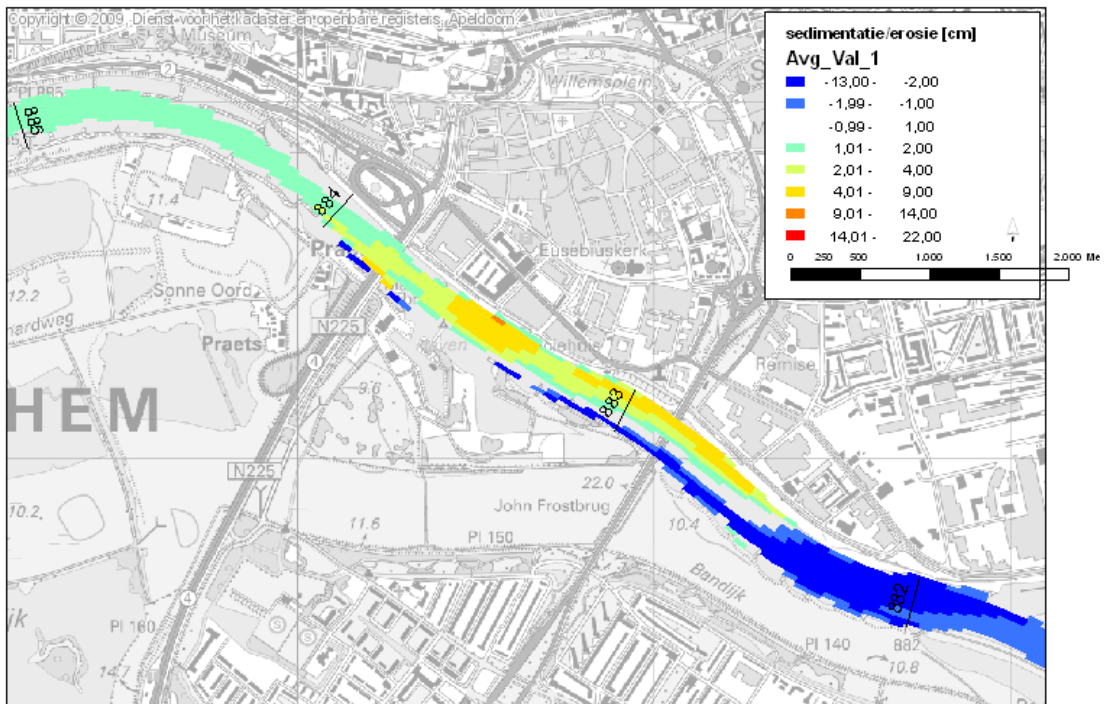 Copyright © 2009, Dienst voor het kadaster en openbare registers, Apeldoorn
Museum
sedimentatie/erosie [cm]
Avg_Val_1
-13,00 - -2,00
-1,99 - -1,00
-0,99 - 1,00
1,01 - 2,00
2,01 - 4,00
4,01 - 9,00
9,01 - 14,00
14,01 - 22,00
0 250 500 1.000 1.500 2.000 Me
2
Willemsplein
885
11.4
884
Eusebiuskerk
12.2
Sonne Oord
N225
Praets
4
Remise
9.6
883
HEM
N225
22.0
John Frostbrug
10.2
11.6
PI 150
10.4
Bandijk
882
4
PI 160
S S
PI 140
882
10.8
14.7